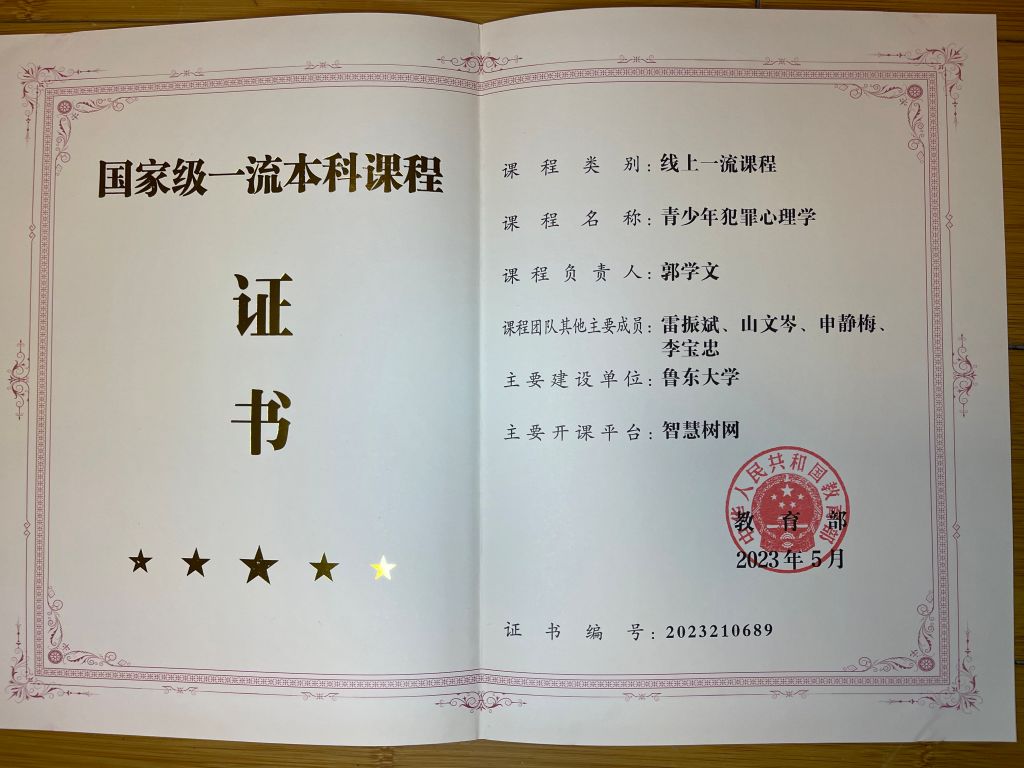 国家级一流本科课程
证
书
课程类别：线上一流课程
课程名称：青少年犯罪心理学
课程负责人：郭学文
课程团队其他主要成员：雷振斌、山文岑、申静梅、
李宝忠
主要建设单位：鲁东大学
主要开课平台：智慧树网
中华人民共和国教育部
教育部
2023年5月
证书编号：2023210689